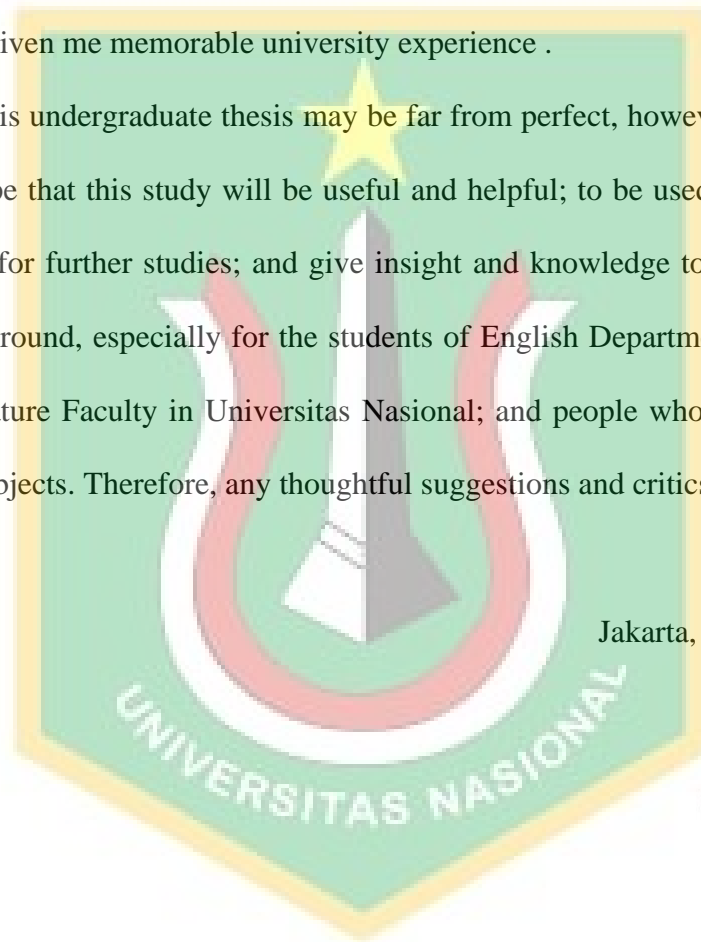 iven me memorable university experience .
is undergraduate thesis may be far from perfect, howev
pe that this study will be useful and helpful; to be used
for further studies; and give insight and knowledge to
round, especially for the students of English Departm
ature Faculty in Universitas Nasional; and people who
bjects. Therefore, any thoughtful suggestions and critics
Jakarta,
UNIVERSITAS NASIONAL